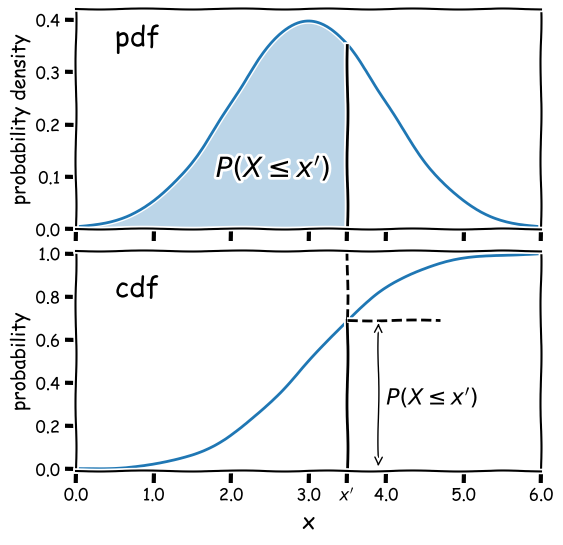 pdf
probability density
0.4
0.3
0.2
0.1
0.0
P(X ≤ x′)
cdf
probability
1.0
0.8
0.6
0.4
0.2
0.0
P(X ≤ x′)
0.0 1.0 2.0 3.0 x′ 4.0 5.0 6.0
x